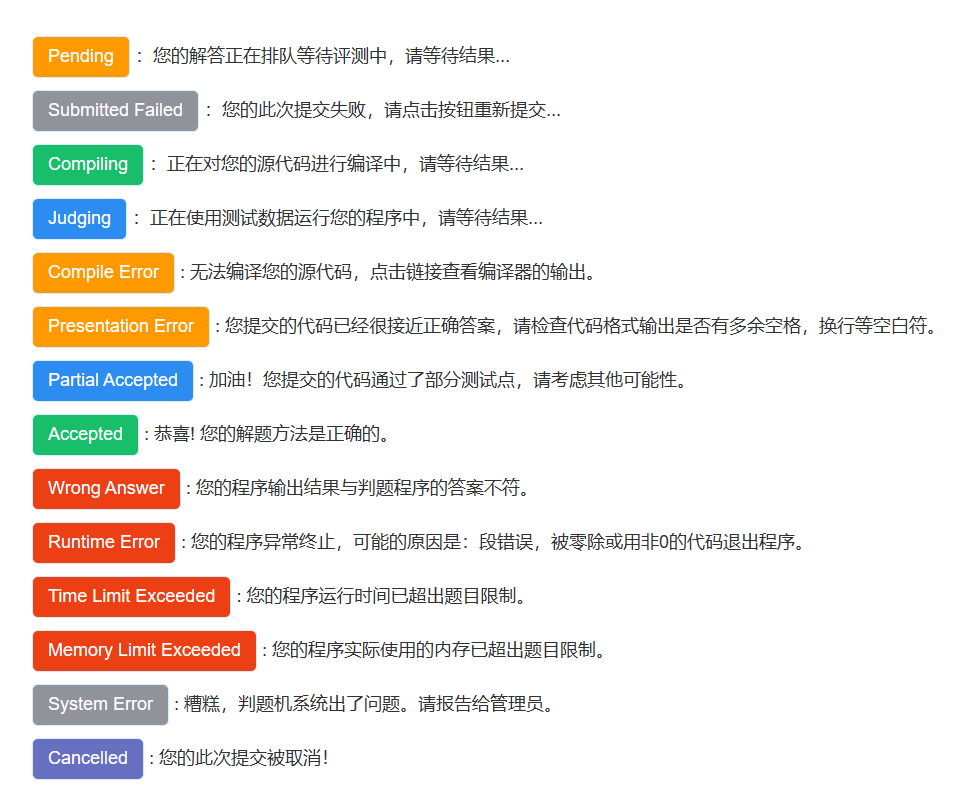 Pending ：您的解答正在排队等待评测中，请等待结果...
Submitted Failed ：您的此次提交失败，请点击按钮重新提交...
Compiling ：正在对您的源代码进行编译中，请等待结果...
Judging ：正在使用测试数据运行您的程序中，请等待结果...
Compile Error : 无法编译您的源代码，点击链接查看编译器的输出。
Presentation Error : 您提交的代码已经很接近正确答案，请检查代码格式输出是否有多余空格，换行等空白符。
Partial Accepted : 加油！您提交的代码通过了部分测试点，请考虑其他可能性。
Accepted : 恭喜! 您的解题方法是正确的。
Wrong Answer : 您的程序输出结果与判题程序的答案不符。
Runtime Error : 您的程序异常终止，可能的原因是：段错误，被零除或用非0的代码退出程序。
Time Limit Exceeded : 您的程序运行时间已超出题目限制。
Memory Limit Exceeded : 您的程序实际使用的内存已超出题目限制。
System Error : 糟糕，判题机系统出了问题。请报告给管理员。
Cancelled : 您的此次提交被取消！